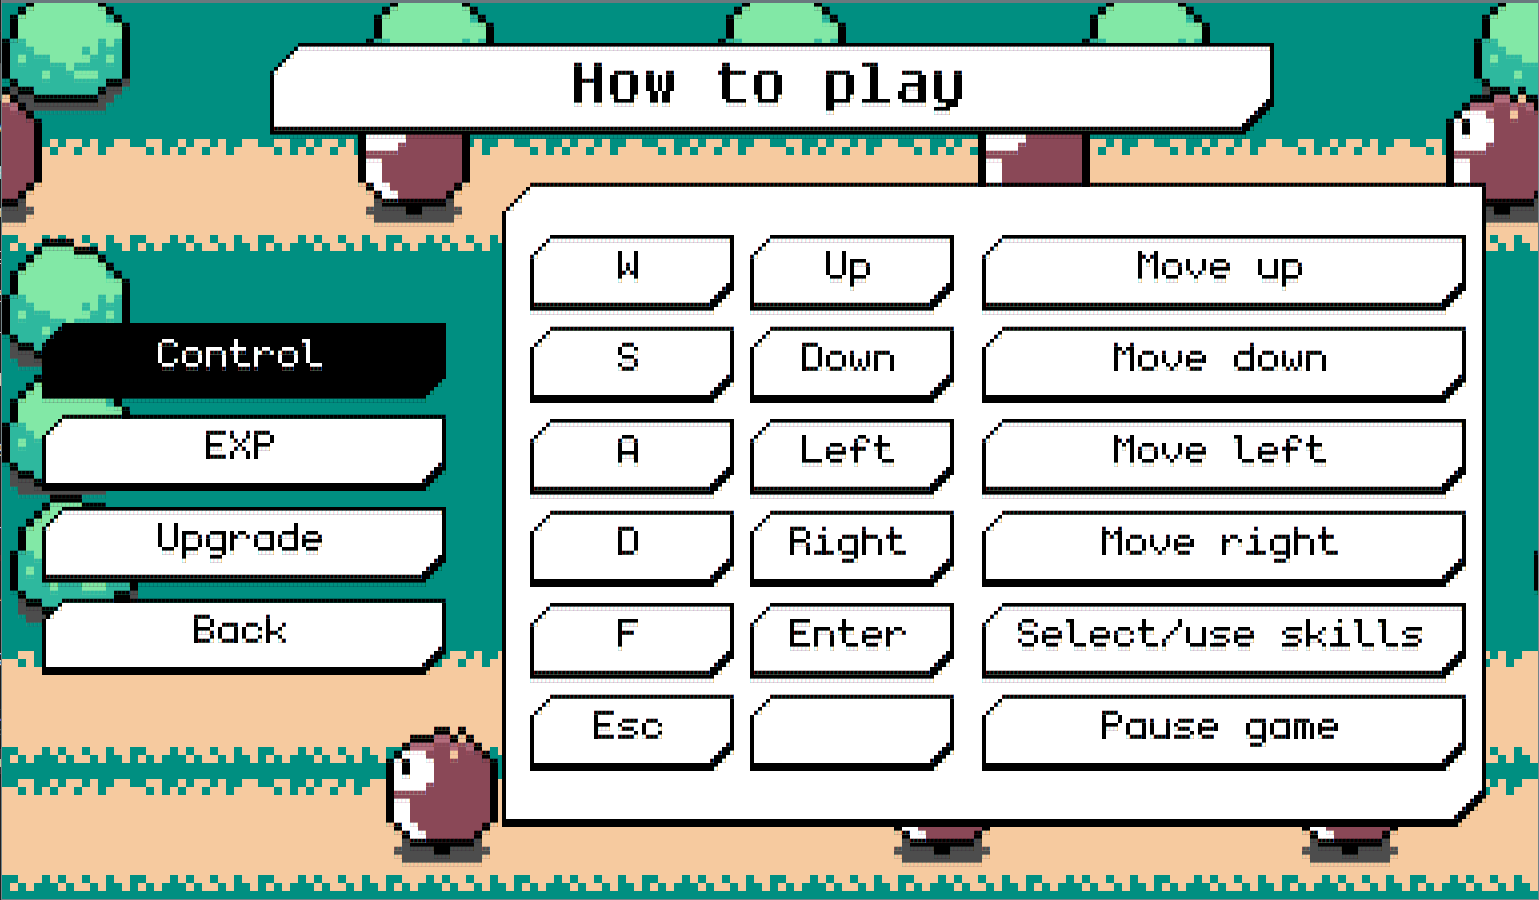 How to play
Control
EXP
Upgrade
Back
W Up Move up
S Down Move down
A Left Move left
D Right Move right
F Enter Select/use skills
Esc Pause game